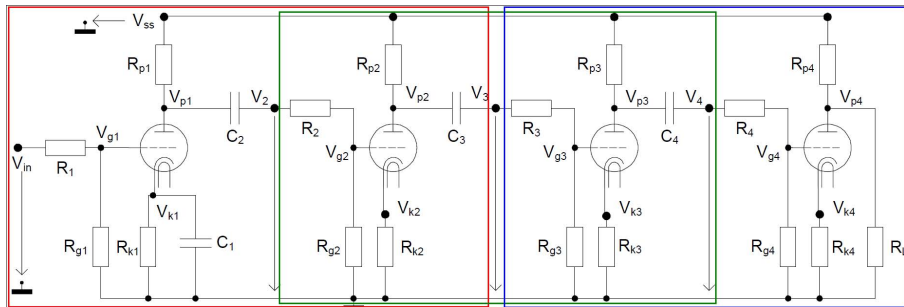 Vss
Rp1
Rp2
Rp3
Rp4
Vp1
V2
Vp2
V3
Vp3
V4
Vp4
C2
R2
C3
R3
C4
R4
Vg1
Vin
R1
Vg2
Vg3
Vg4
Vk1
Vk2
Vk3
Vk4
Rg1
Rk1
C1
Rg2
Rk2
Rg3
Rk3
Rg4
Rk4